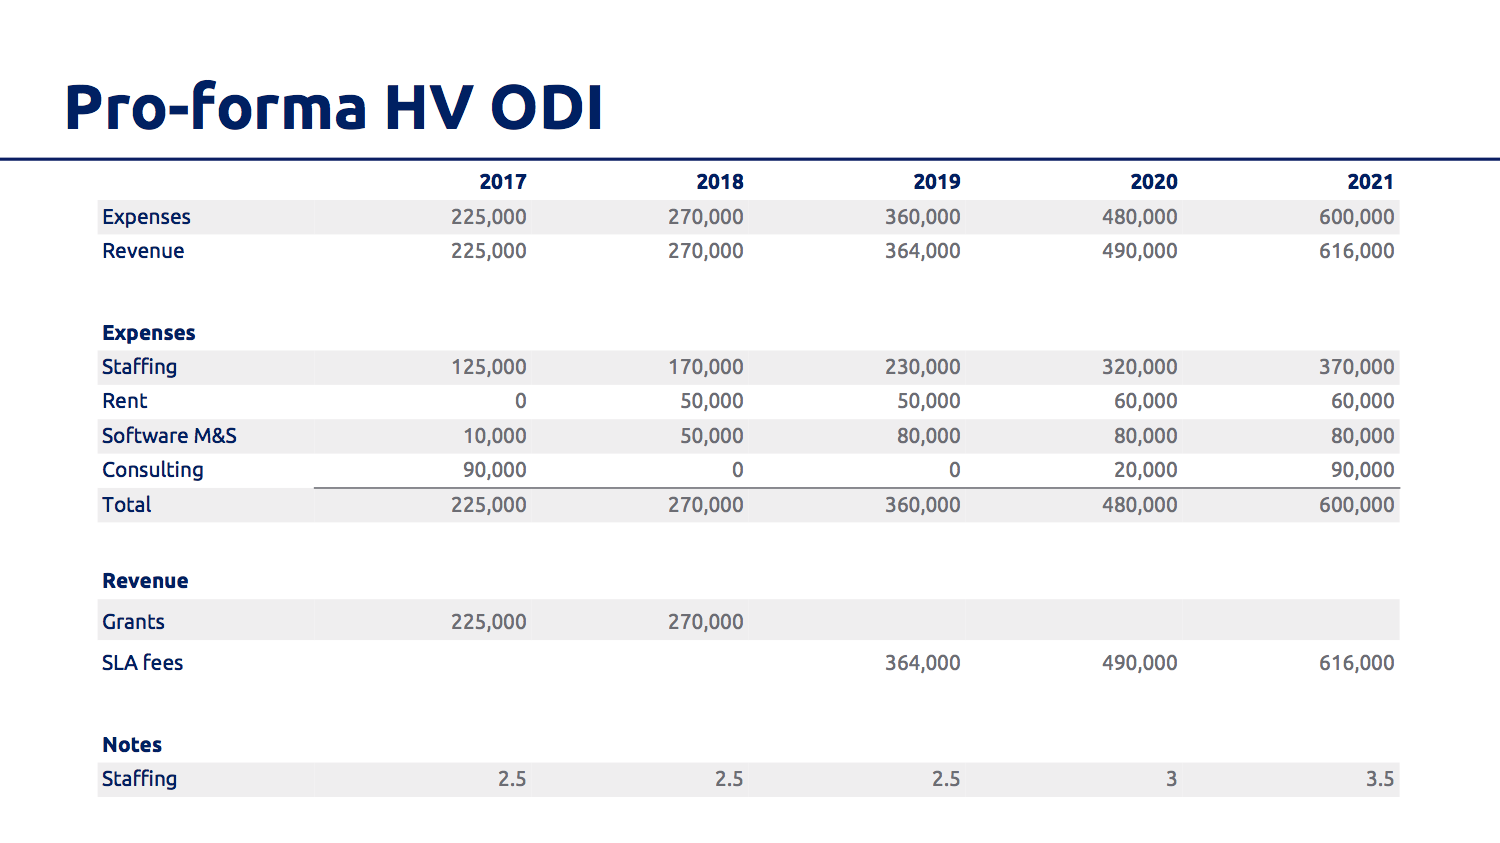 Pro-forma HV ODI
2017 2018 2019 2020 2021
Expenses 225,000 270,000 360,000 480,000 600,000
Revenue 225,000 270,000 364,000 490,000 616,000
Expenses
Staffing 125,000 170,000 230,000 320,000 370,000
Rent 0 50,000 50,000 60,000 60,000
Software M&S 10,000 50,000 80,000 80,000 80,000
Consulting 90,000 0 0 20,000 90,000
Total 225,000 270,000 360,000 480,000 600,000
Revenue
Grants 225,000 270,000
SLA fees 364,000 490,000 616,000
Notes
Staffing 2.5 2.5 2.5 3 3.5